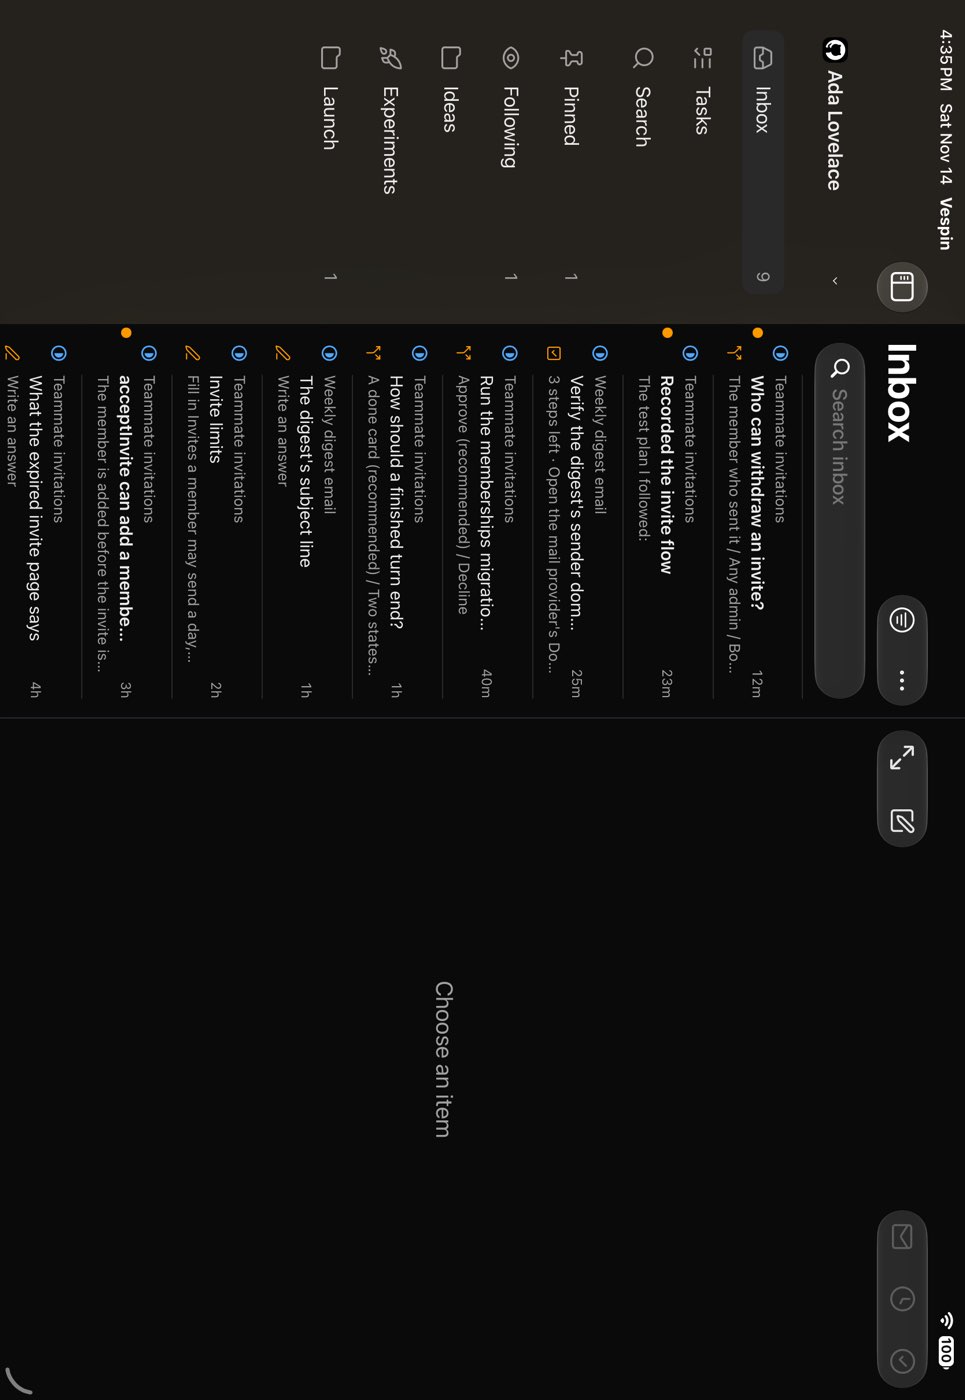 4:35 PM Sat Nov 14 Vespin
100
Ada Lovelace
Inbox 9
Tasks
Search
Pinned 1
Following 1
Ideas
Experiments
Launch 1
Inbox
Search inbox
Teammate invitations
Who can withdraw an invite? 12m
The member who sent it / Any admin / Bo...
Teammate invitations
Recorded the invite flow 23m
The test plan I followed:
Weekly digest email
Verify the digest's sender dom... 25m
3 steps left · Open the mail provider's Do...
Teammate invitations
Run the memberships migratio... 40m
Approve (recommended) / Decline
Teammate invitations
How should a finished turn end? 1h
A done card (recommended) / Two states...
Weekly digest email
The digest's subject line 1h
Write an answer
Teammate invitations
Invite limits 2h
Fill in Invites a member may send a day,...
Teammate invitations
acceptInvite can add a membe... 3h
The member is added before the invite is...
Teammate invitations
What the expired invite page says 4h
Write an answer
Choose an item